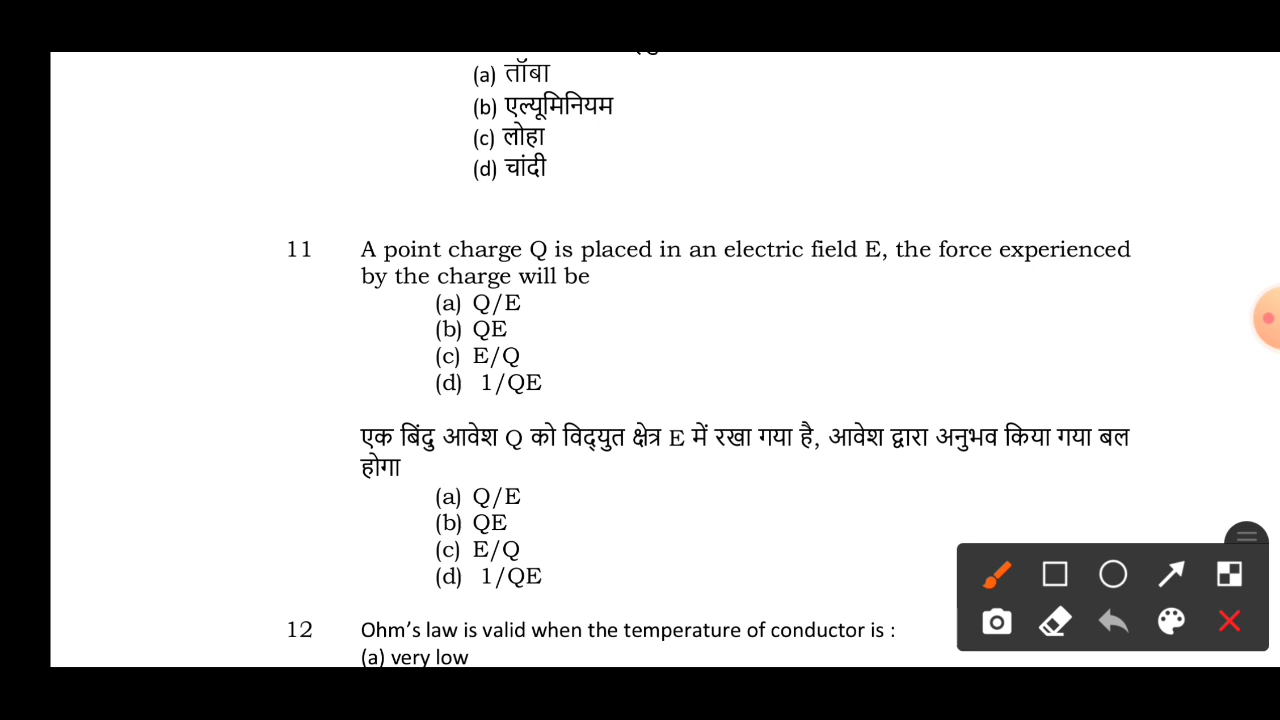 (a) ताॅंबा
(b) एल्यूमिनियम
(c) लोहा
(d) चांदी
11 A point charge Q is placed in an electric field E, the force experienced
by the charge will be
(a) Q/E
(b) QE
(c) E/Q
(d) 1/QE
एक बिंदु आवेश Q को विद्युत क्षेत्र E में रखा गया है, आवेश द्वारा अनुभव किया गया बल
होगा
(a) Q/E
(b) QE
(c) E/Q
(d) 1/QE
12 Ohm’s law is valid when the temperature of conductor is :
(a) very low